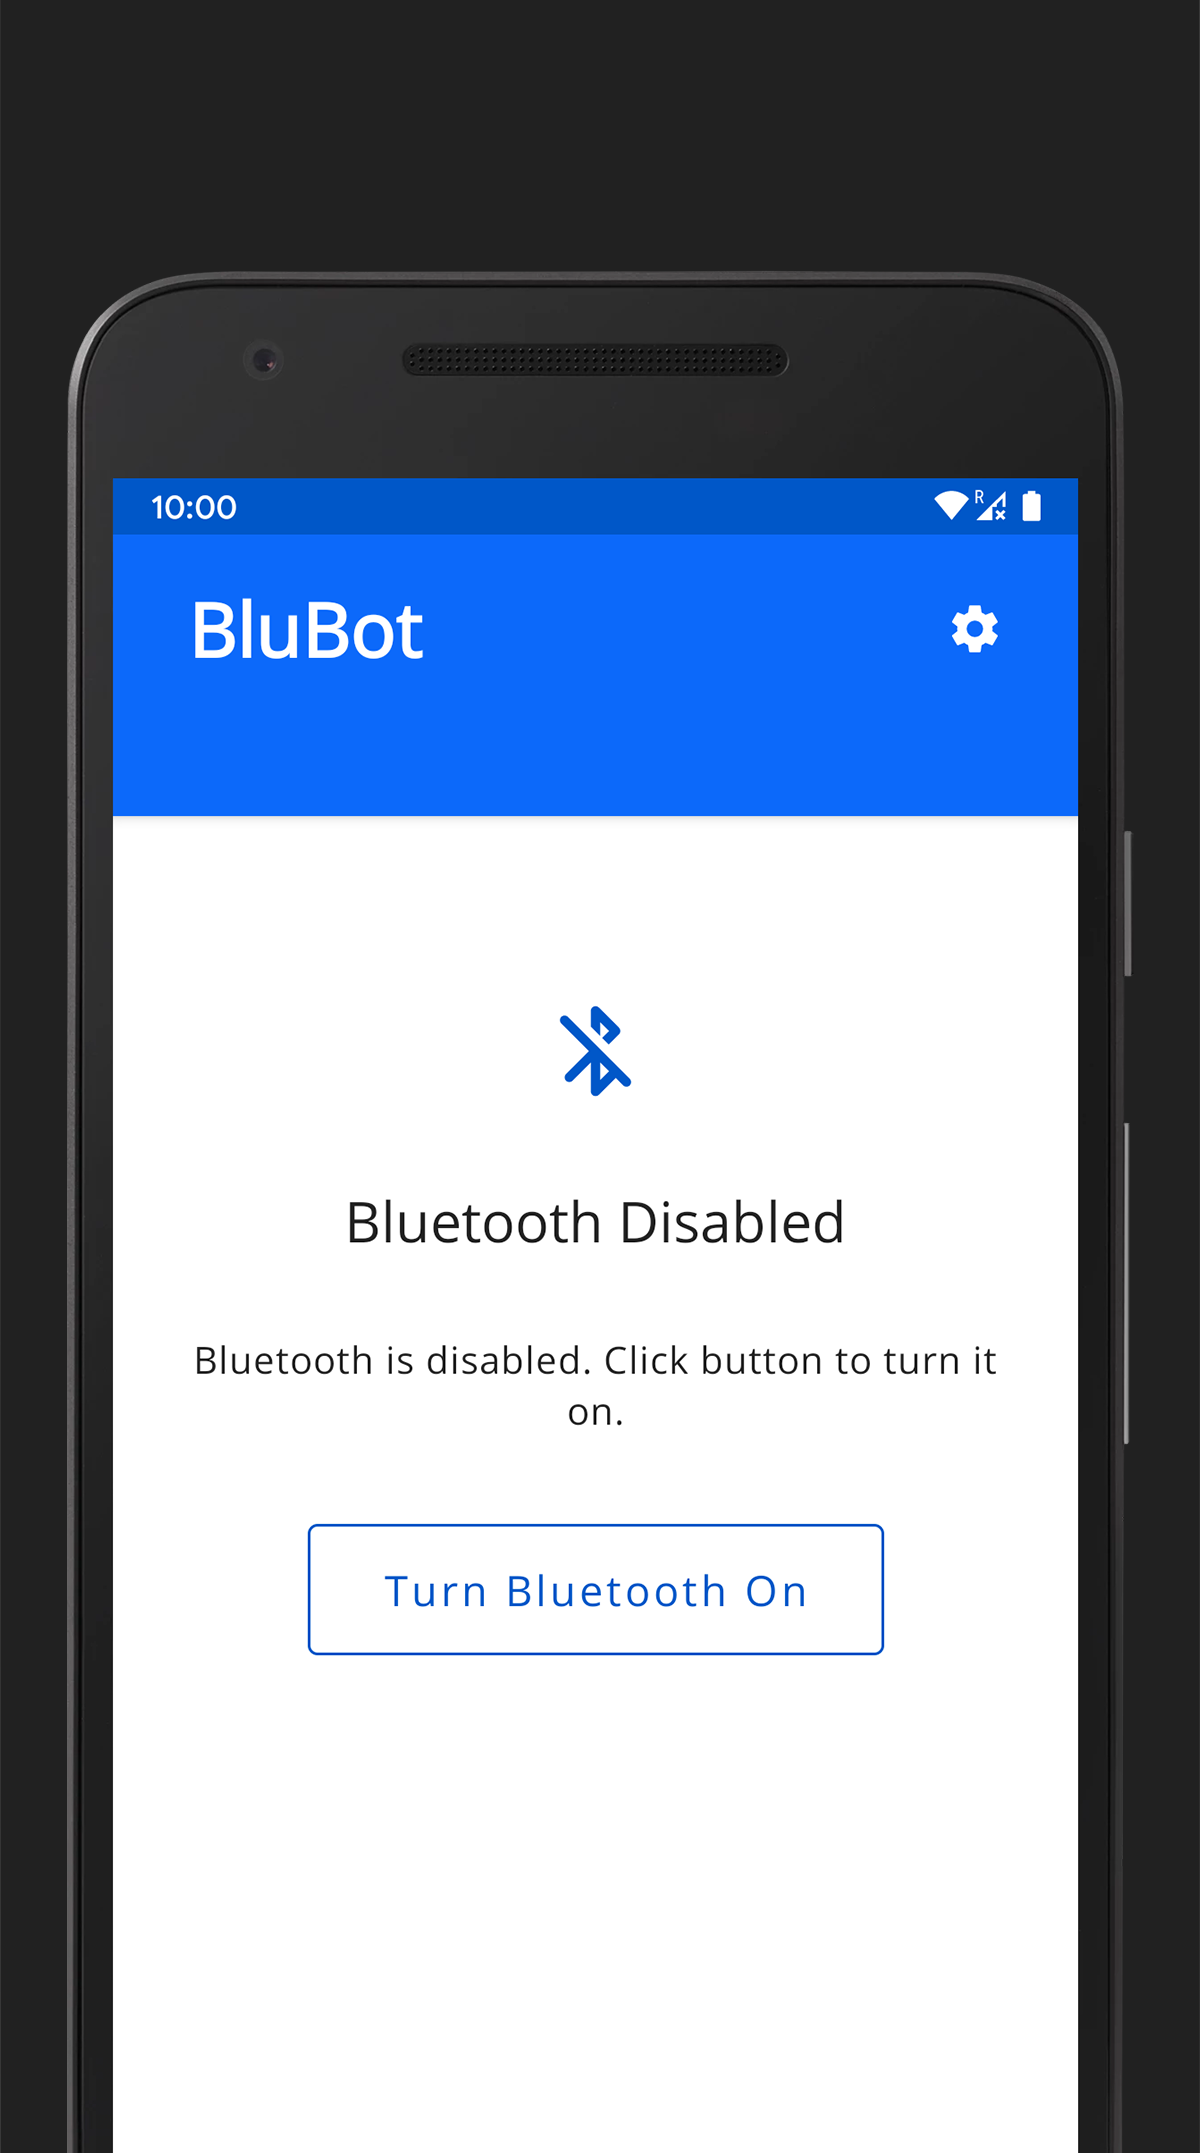 10:00
R
BluBot
Bluetooth Disabled
Bluetooth is disabled. Click button to turn it
on.
Turn Bluetooth On